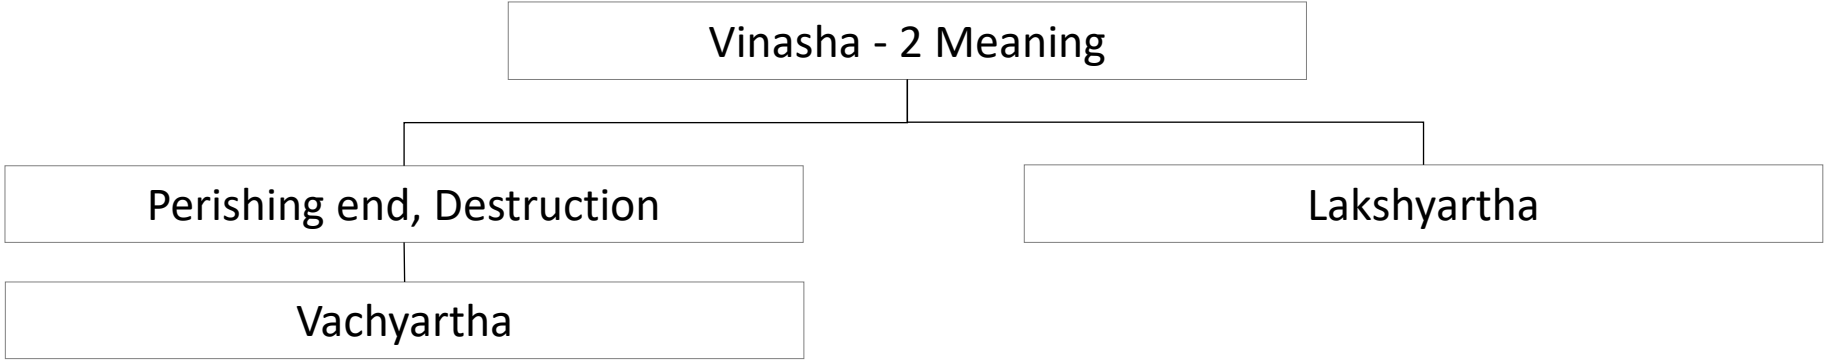 Vinasha - 2 Meaning
Perishing end, Destruction
Lakshyartha
Vachyartha